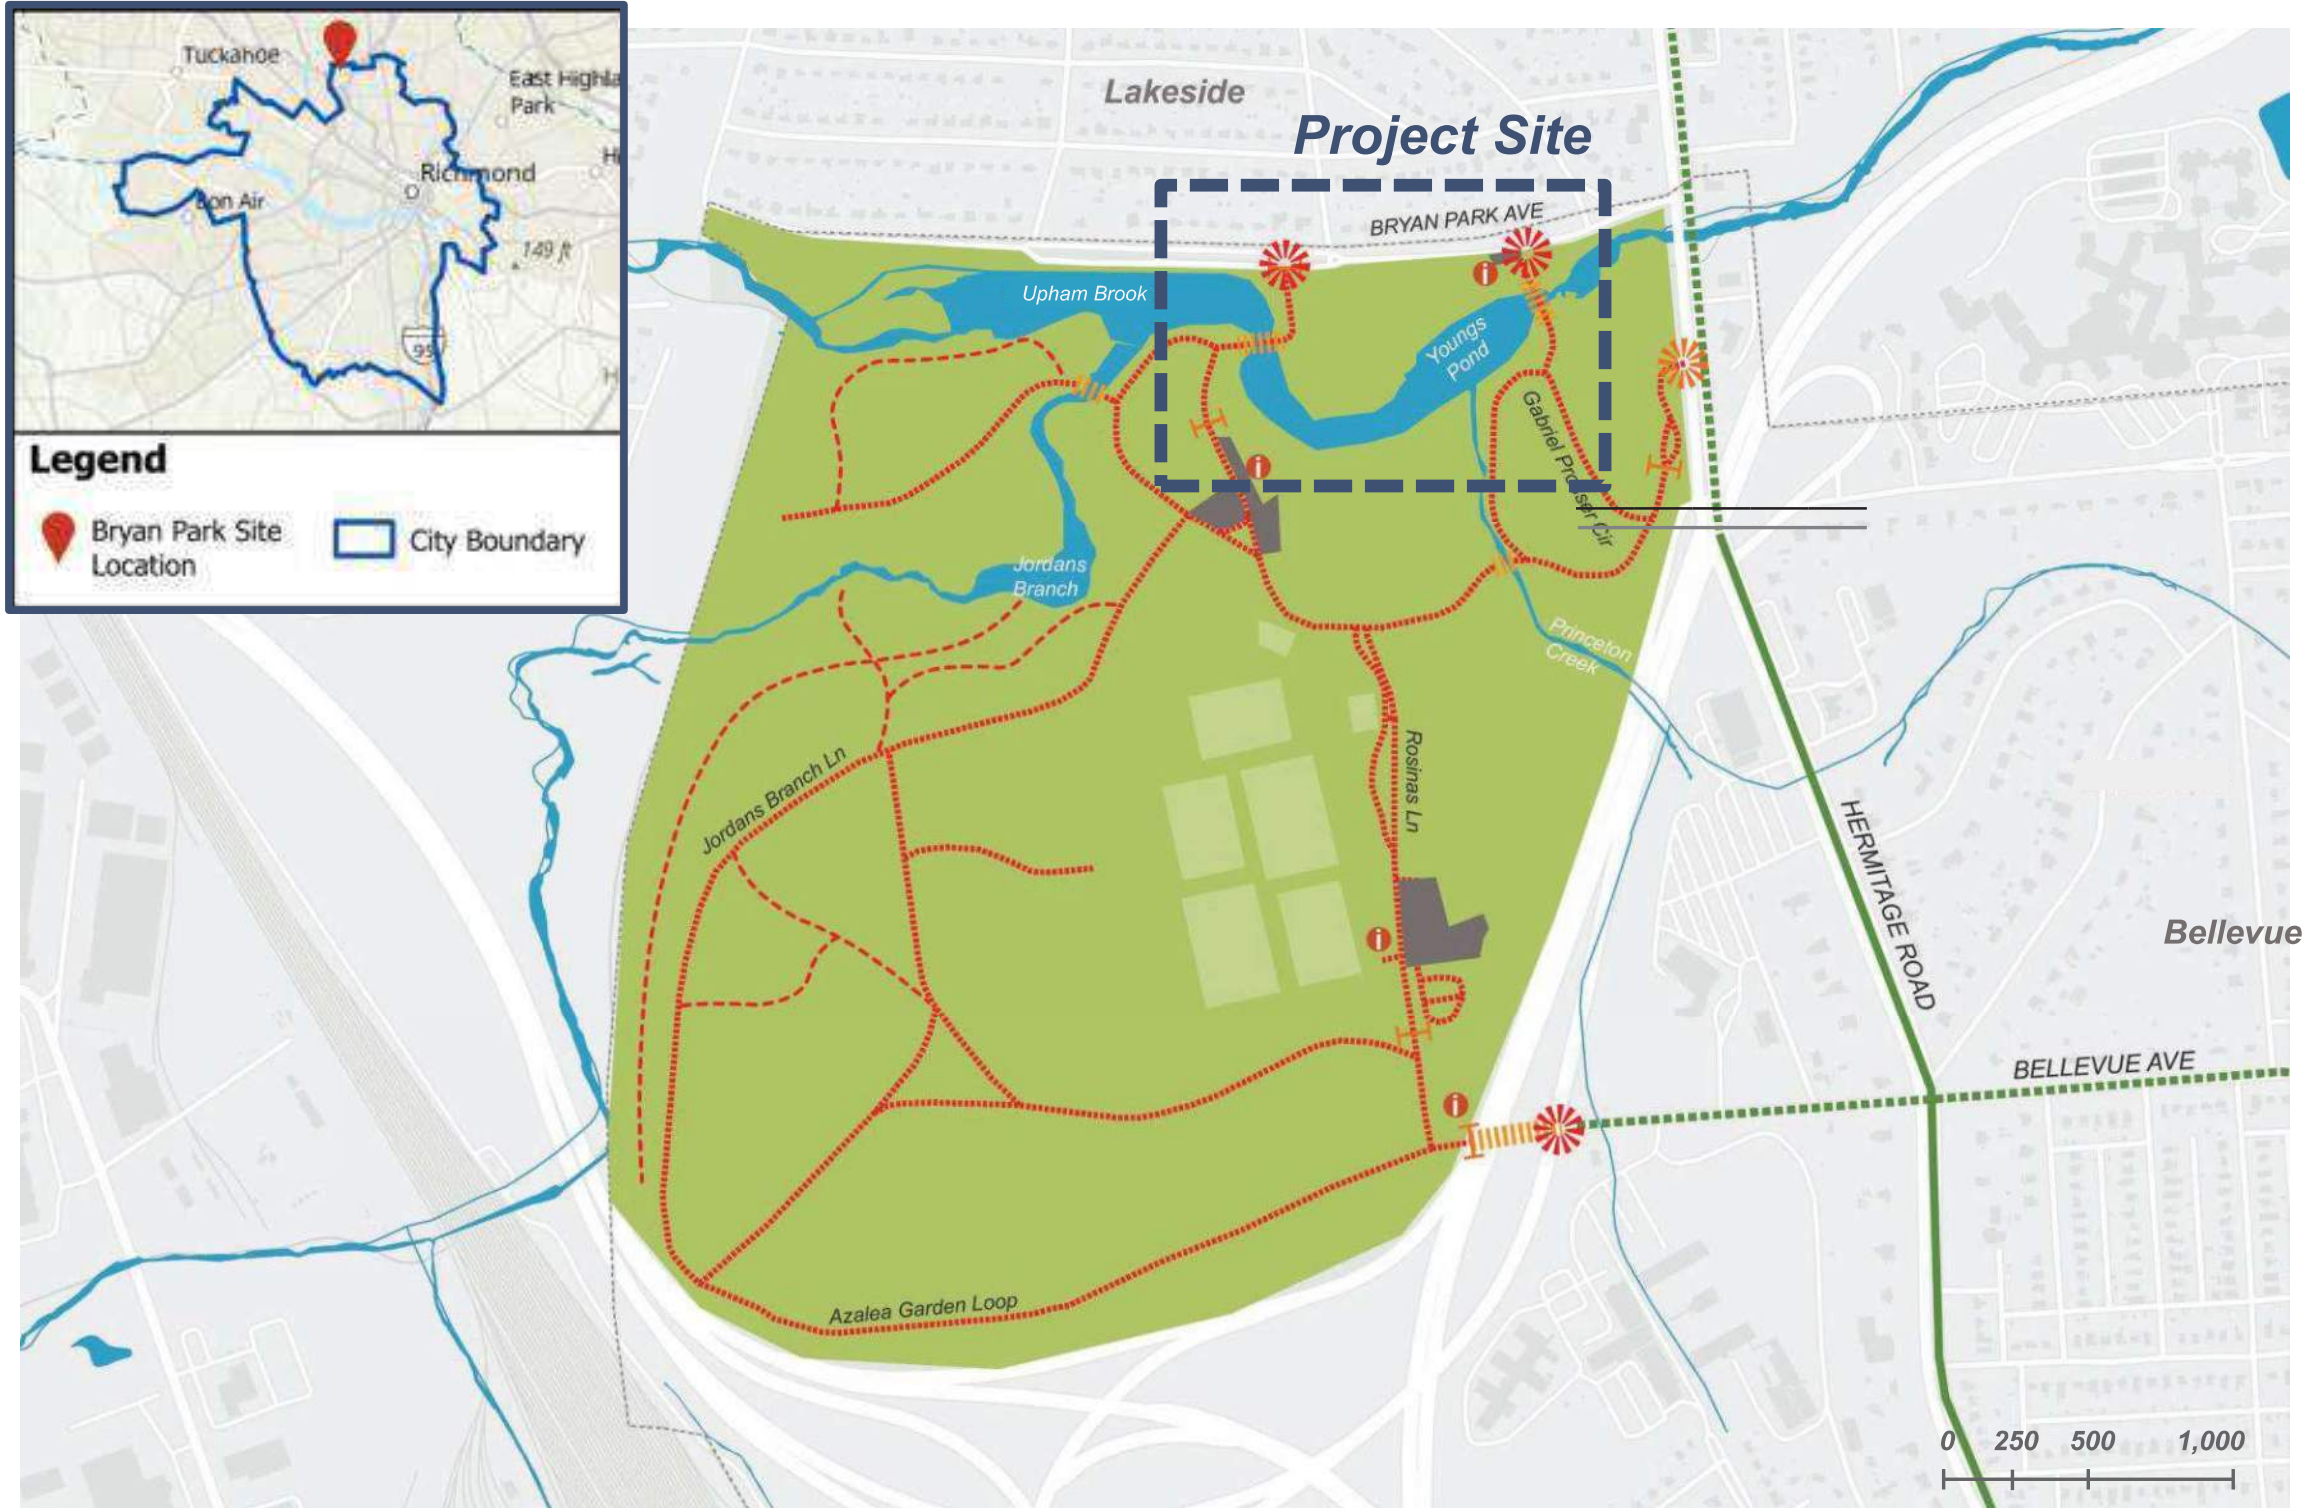 Tuckahoe
East Highla
Park
Richmond
Bon Air
149 ft
95
Legend
Bryan Park Site
Location
City Boundary
Lakeside
Project Site
BRYAN PARK AVE
Upham Brook
i
Youngs
Pond
Gabriel Prosser Cir
i
Jordans
Branch
Princeton
Creek
Jordans Branch Ln
Rosinas Ln
HERMITAGE ROAD
Bellevue
i
BELLEVUE AVE
i
Azalea Garden Loop
0 250 500 1,000